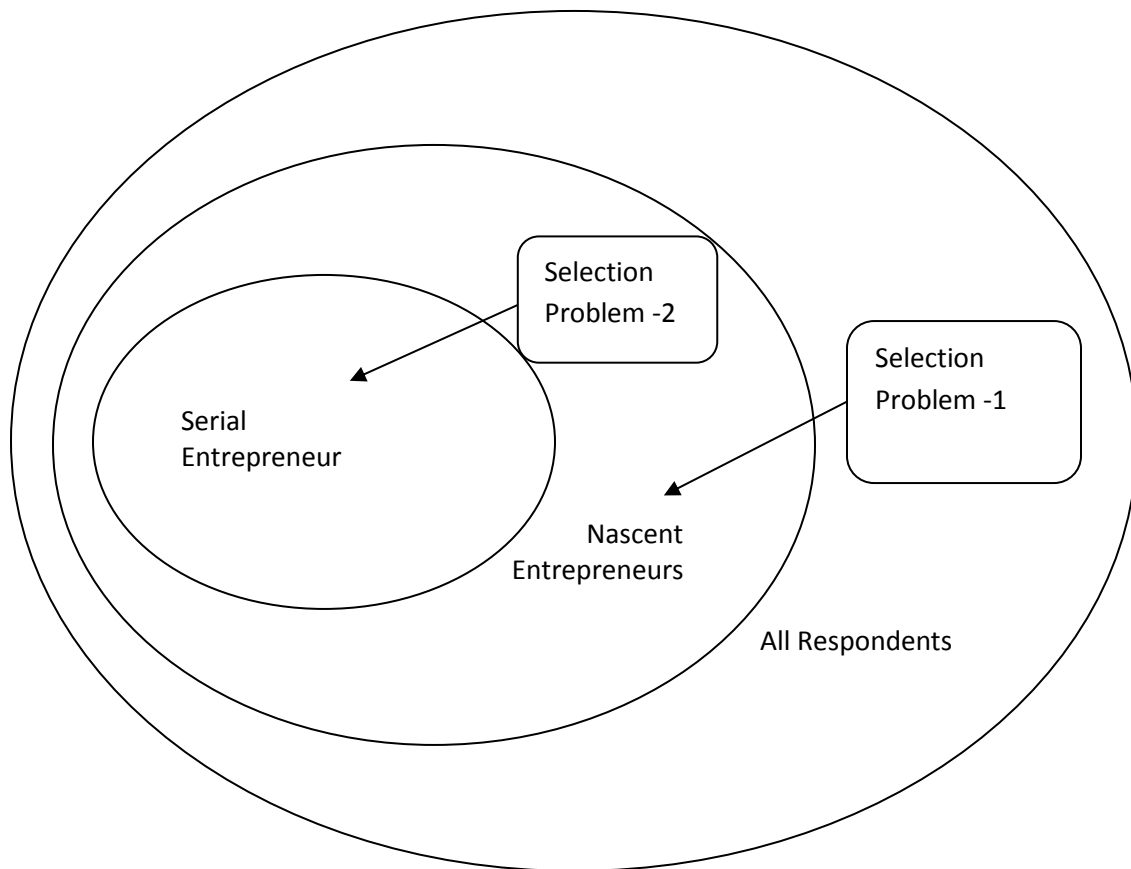 Selection
Problem -2
Selection
Problem -1
Serial
Entrepreneur
Nascent
Entrepreneurs
All Respondents